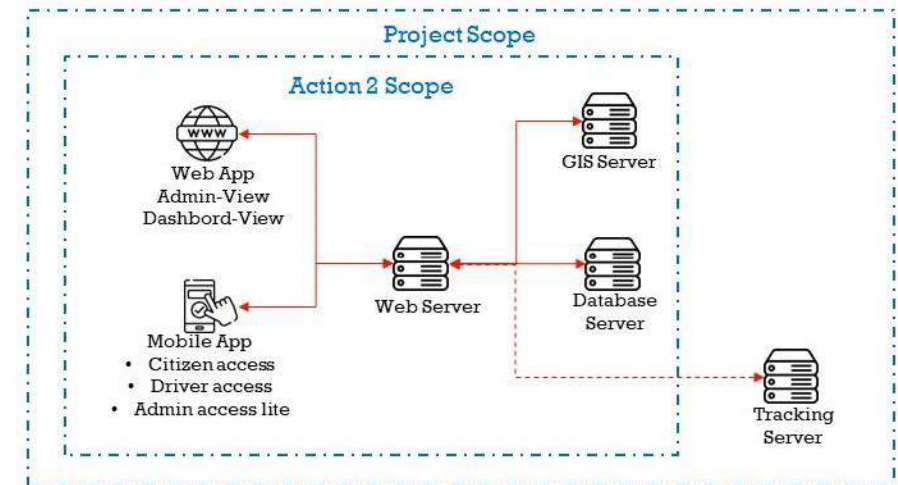 Project Scope
Action 2 Scope
WWW
Web App
Admin-View
Dashbord-View
GIS Server
Web Server
Database
Server
Mobile App
• Citizen access
• Driver access
• Admin access lite
Tracking
Server